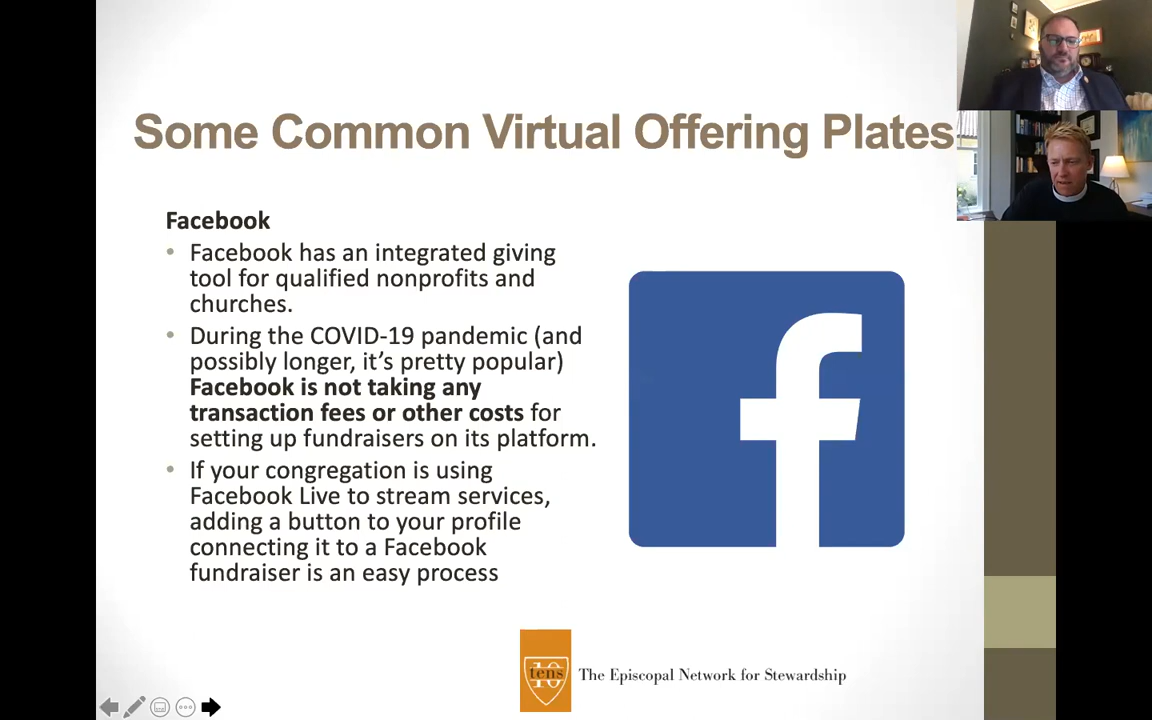 Some Common Virtual Offering Plates
Facebook
• Facebook has an integrated giving
tool for qualified nonprofits and
churches.
• During the COVID-19 pandemic (and
possibly longer, it’s pretty popular)
Facebook is not taking any
transaction fees or other costs for
setting up fundraisers on its platform.
• If your congregation is using
Facebook Live to stream services,
adding a button to your profile
connecting it to a Facebook
fundraiser is an easy process
f
tens
10
The Episcopal Network for Stewardship